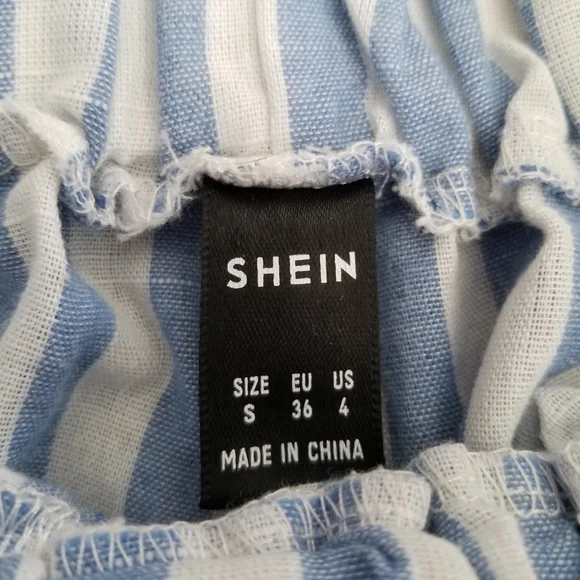 SHEIN
SIZE EU US
S 36 4
MADE IN CHINA